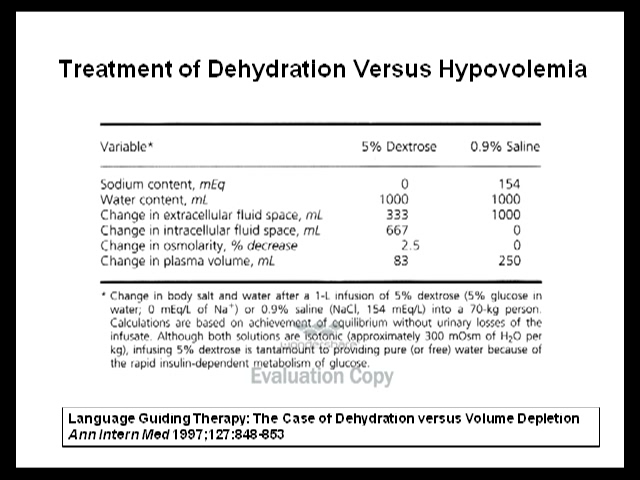 Treatment of Dehydration Versus Hypovolemia
Variable* 5% Dextrose 0.9% Saline
Sodium content, mEq 0 154
Water content, mL 1000 1000
Change in extracellular fluid space, mL 333 1000
Change in intracellular fluid space, mL 667 0
Change in osmolarity, % decrease 2.5 0
Change in plasma volume, mL 83 250
* Change in body salt and water after a 1-L infusion of 5% dextrose (5% glucose in
water; 0 mEq/L of Na⁺) or 0.9% saline (NaCl, 154 mEq/L) into a 70-kg person.
Calculations are based on achievement of equilibrium without urinary losses of the
infusate. Although both solutions are isotonic (approximately 300 mOsm of H₂O per
kg), infusing 5% dextrose is tantamount to providing pure (or free) water because of
the rapid insulin-dependent metabolism of glucose.
wondershare
Evaluation Copy
Language Guiding Therapy: The Case of Dehydration versus Volume Depletion
Ann Intern Med 1997;127:848-853